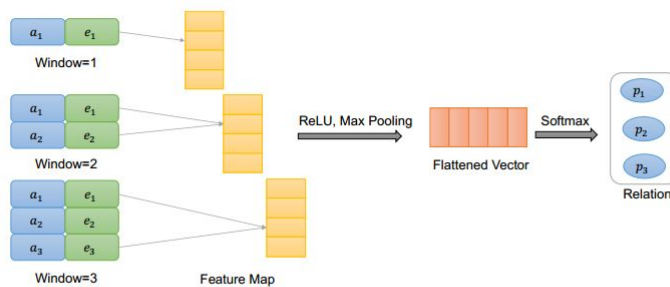 a₁ e₁
Window=1
a₁ e₁
a₂ e₂
Window=2
a₁ e₁
a₂ e₂
a₃ e₃
Window=3
Feature Map
ReLU, Max Pooling
Flattened Vector
Softmax
p₁
p₂
p₃
Relation